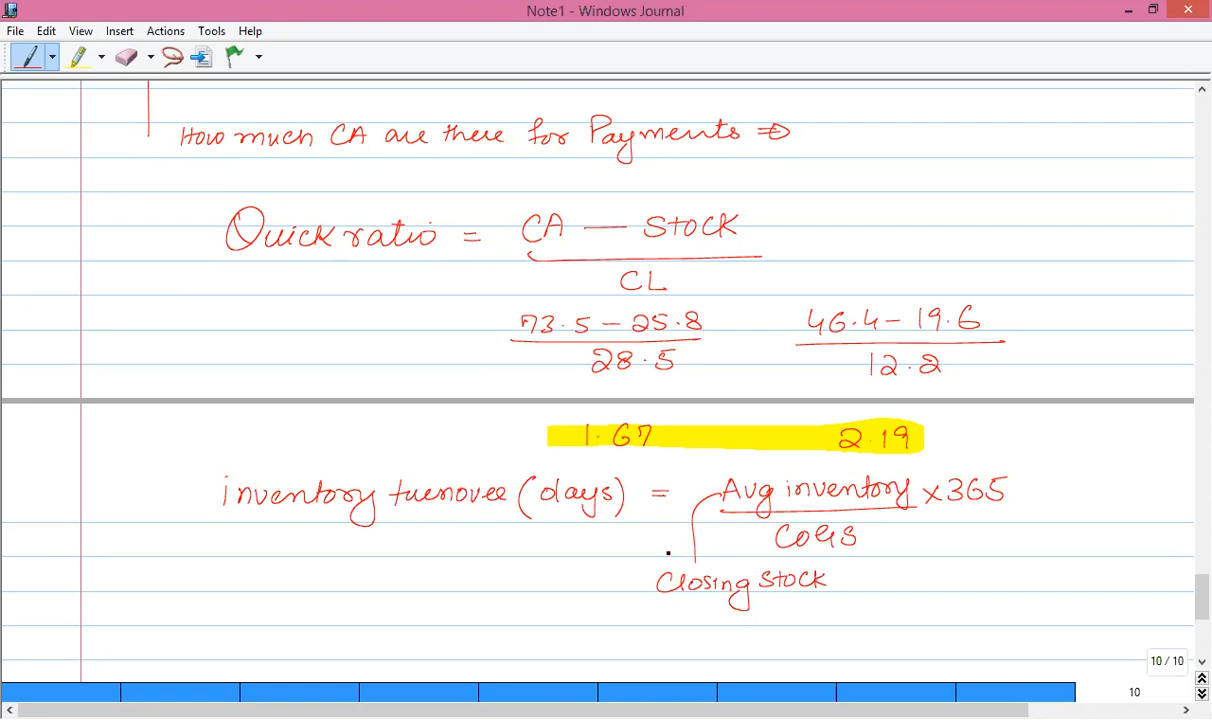 Note1 - Windows Journal
File Edit View Insert Actions Tools Help
How much CA are there for Payments ⇒
Quick ratio = CA — Stock
CL
73.5 - 25.8 46.4 - 19.6
28.5 12.2
1.67 2.19
inventory turnovee (days) = Avg inventory x 365
COGS
Closing Stock
10 / 10
10